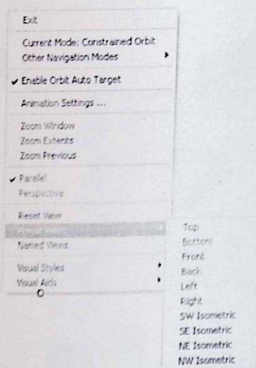 Exit
Current Mode: Constrained Orbit
Other Navigation Modes
Enable Orbit Auto Target
Animation Settings ...
Zoom Window
Zoom Extents
Zoom Previous
Parallel
Perspective
Reset View
Preset Views
Named Views
Visual Styles
Visual Aids
Top
Bottom
Front
Back
Left
Right
SW Isometric
SE Isometric
NE Isometric
NW Isometric